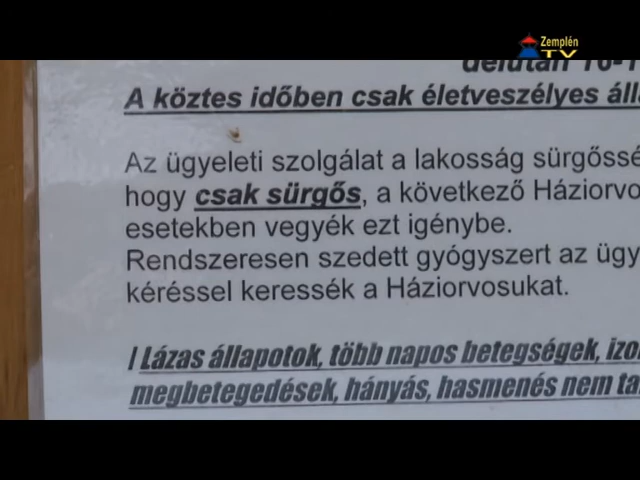 Zemplén
TV
délután 16-1
A köztes időben csak életveszélyes álla
Az ügyeleti szolgálat a lakosság sürgőssé
hogy csak sürgős, a következő Háziorvo
esetekben vegyék ezt igénybe.
Rendszeresen szedett gyógyszert az ügy
kéréssel keressék a Háziorvosukat.
/ Lázas állapotok, több napos betegségek, izo
megbetegedések, hányás, hasmenés nem ta